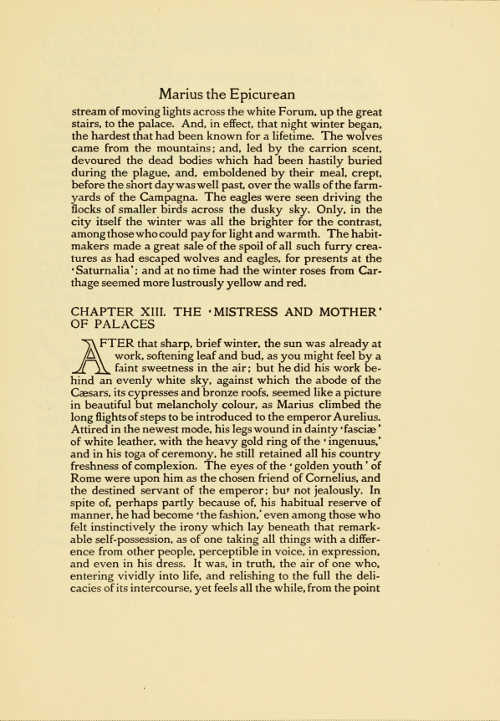 Marius the Epicurean
stream of moving lights across the white Forum, up the great
stairs, to the palace. And, in effect, that night winter began,
the hardest that had been known for a lifetime. The wolves
came from the mountains; and, led by the carrion scent,
devoured the dead bodies which had been hastily buried
during the plague, and, emboldened by their meal, crept,
before the short day was well past, over the walls of the farm-
yards of the Campagna. The eagles were seen driving the
flocks of smaller birds across the dusky sky. Only, in the
city itself the winter was all the brighter for the contrast,
among those who could pay for light and warmth. The habit-
makers made a great sale of the spoil of all such furry crea-
tures as had escaped wolves and eagles, for presents at the
‘Saturnalia’; and at no time had the winter roses from Car-
thage seemed more lustrously yellow and red.
CHAPTER XIII. THE ‘MISTRESS AND MOTHER’
OF PALACES
AFTER that sharp, brief winter, the sun was already at
work, softening leaf and bud, as you might feel by a
faint sweetness in the air; but he did his work be-
hind an evenly white sky, against which the abode of the
Cæsars, its cypresses and bronze roofs, seemed like a picture
in beautiful but melancholy colour, as Marius climbed the
long flights of steps to be introduced to the emperor Aurelius.
Attired in the newest mode, his legs wound in dainty ‘fasciæ’
of white leather, with the heavy gold ring of the ‘ingenuus,’
and in his toga of ceremony, he still retained all his country
freshness of complexion. The eyes of the ‘golden youth’ of
Rome were upon him as the chosen friend of Cornelius, and
the destined servant of the emperor; but not jealously. In
spite of, perhaps partly because of, his habitual reserve of
manner, he had become ‘the fashion,’ even among those who
felt instinctively the irony which lay beneath that remark-
able self-possession, as of one taking all things with a differ-
ence from other people, perceptible in voice, in expression,
and even in his dress. It was, in truth, the air of one who,
entering vividly into life, and relishing to the full the deli-
cacies of its intercourse, yet feels all the while, from the point